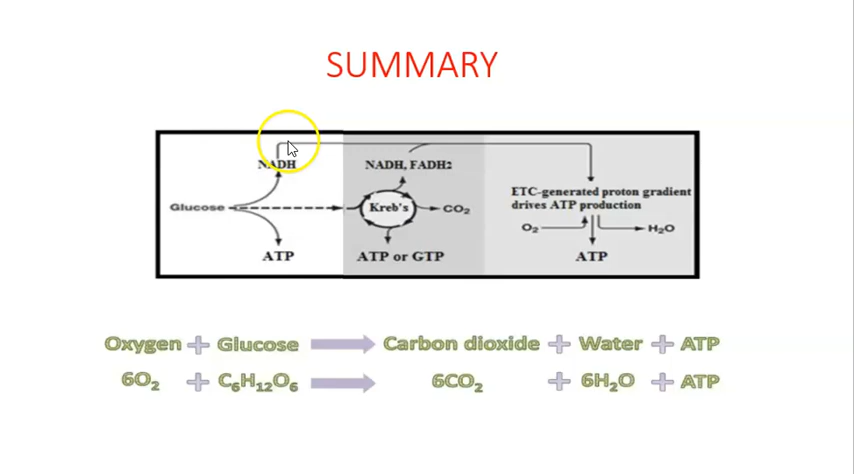 SUMMARY
NADH
NADH, FADH2
Glucose
Kreb's
CO2
ETC-generated proton gradient
drives ATP production
O2
H2O
ATP
ATP or GTP
ATP
Oxygen + Glucose → Carbon dioxide + Water + ATP
6O₂ + C₆H₁₂O₆ → 6CO₂ + 6H₂O + ATP